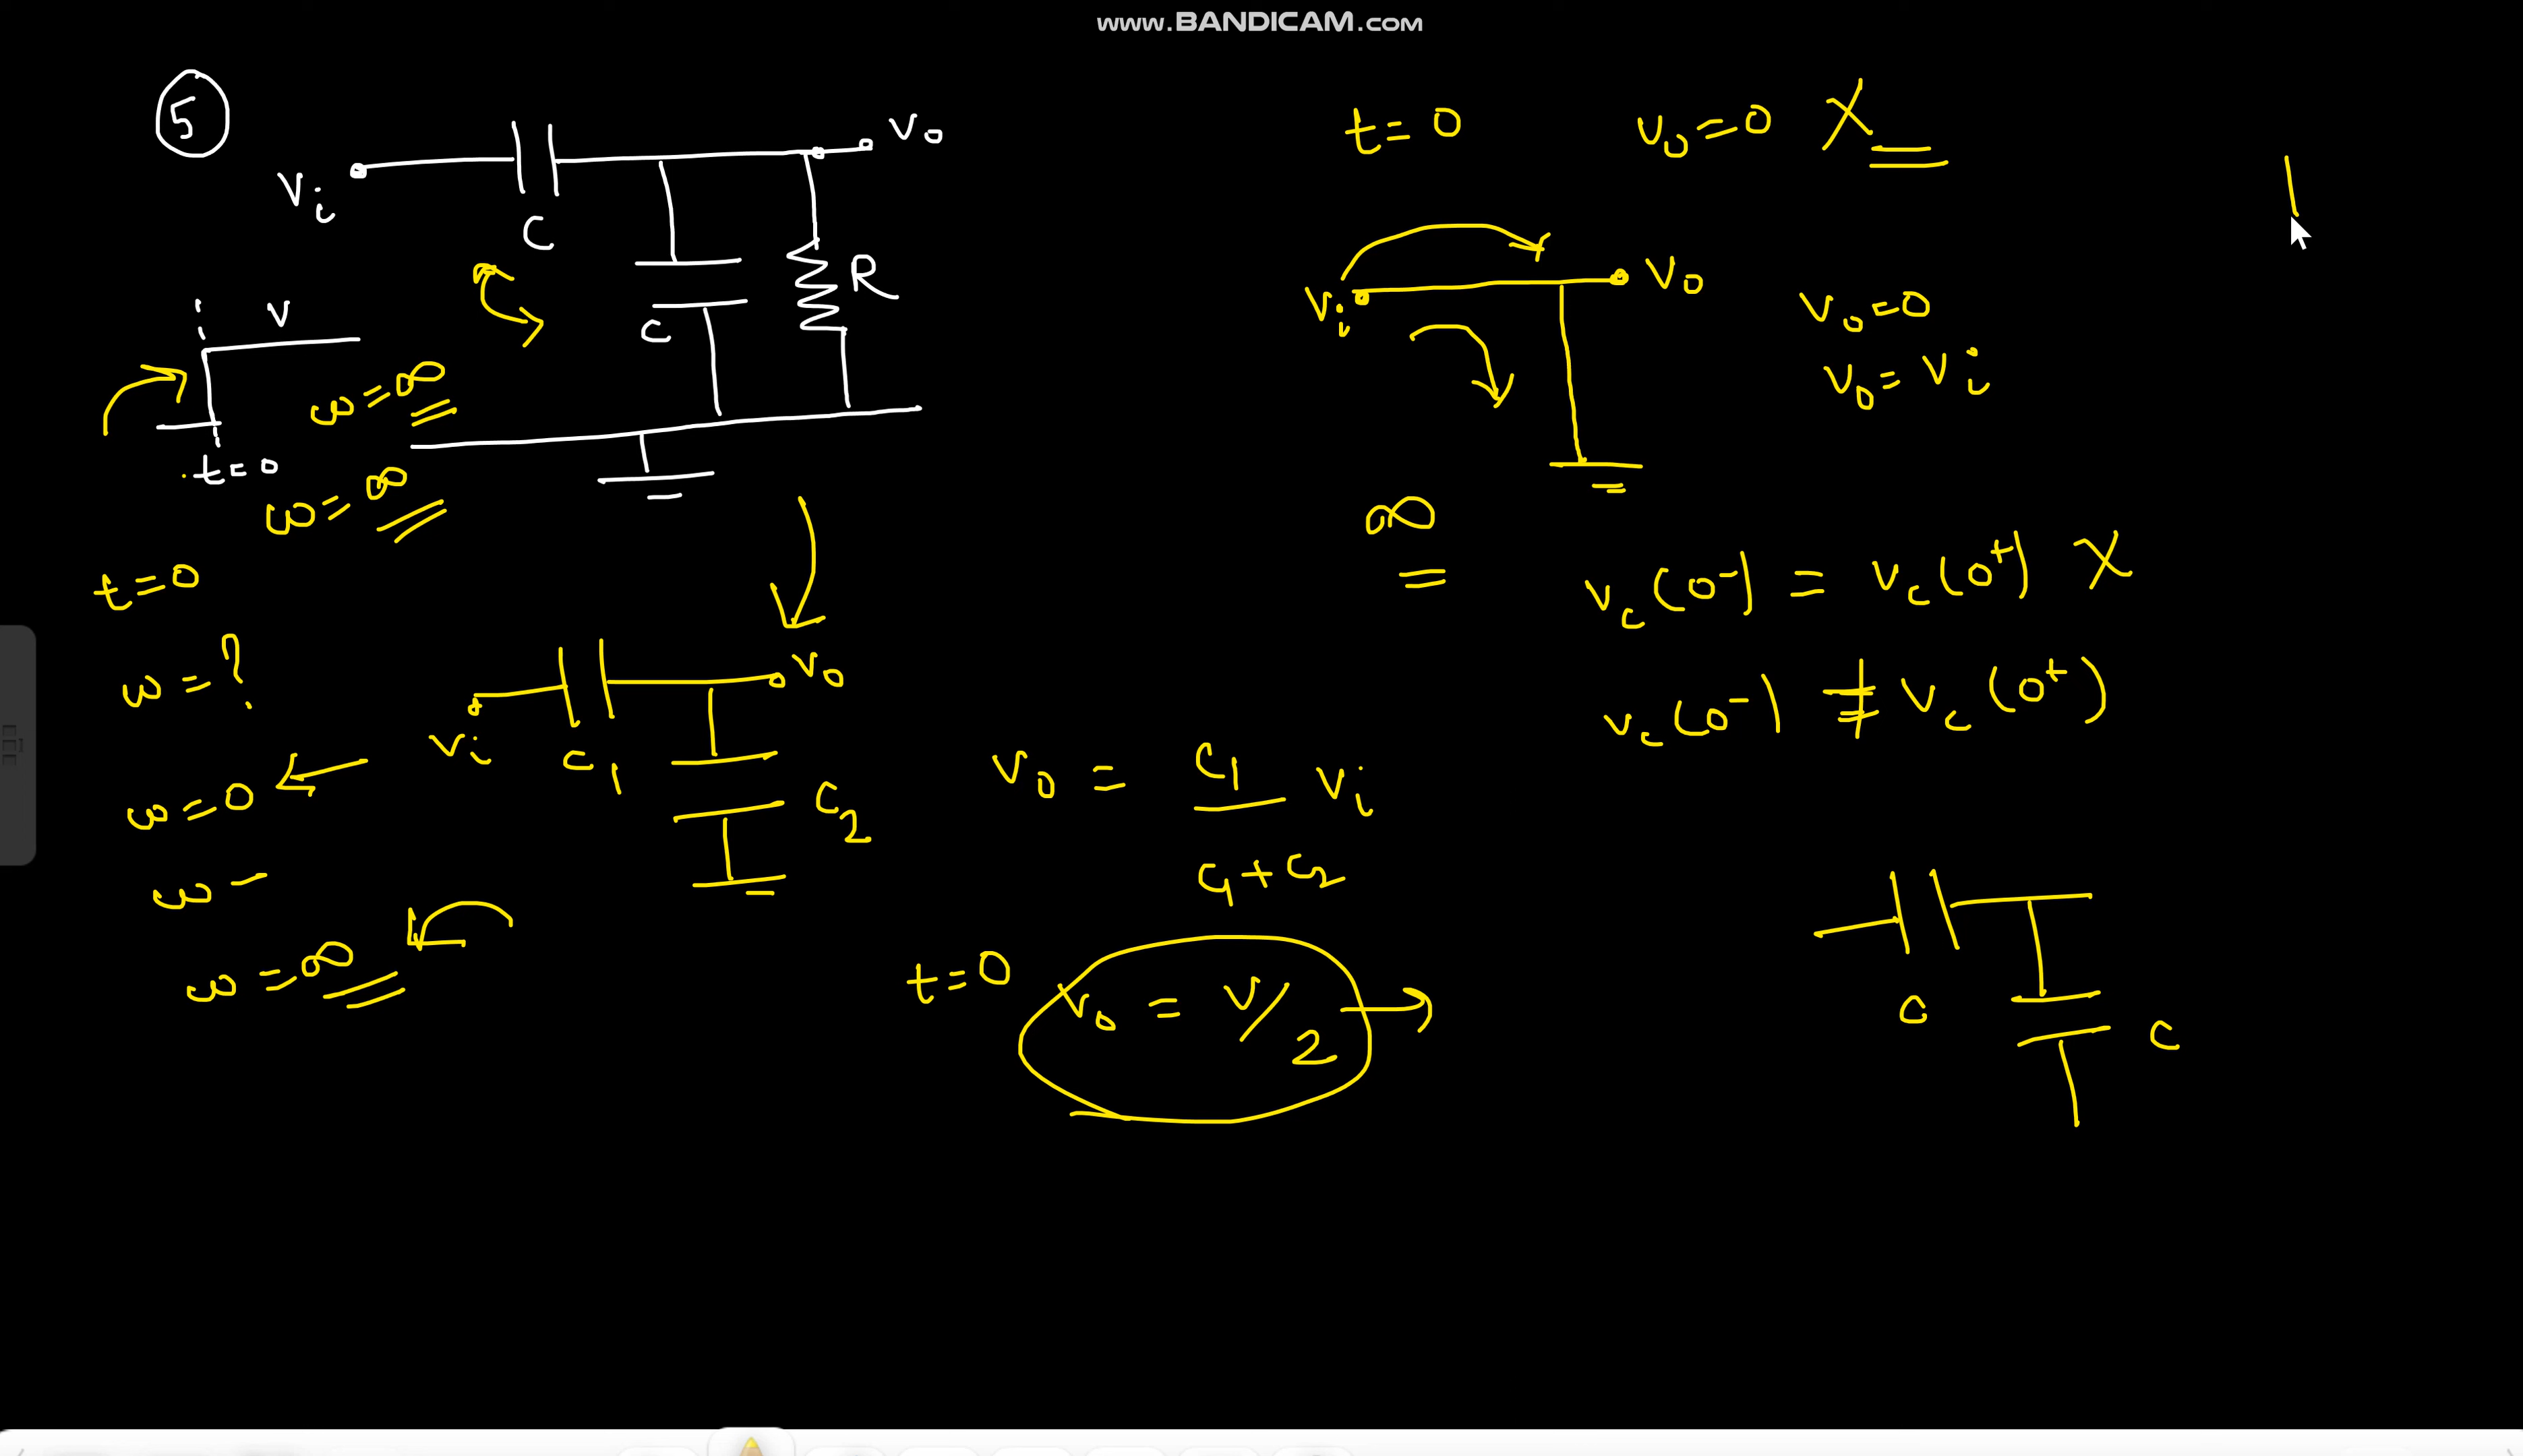 www.BANDICAM.com
5
Vi
C
C
R
Vo
V
t=0
ω=∞
ω=∞
t=0
ω=?
ω=0
ω-
ω=∞
Vi
C1
C2
Vo
Vo = C1/C1+C2 Vi
t=0
Vo = V/2
t=0 Vo=0 X
Vi
Vo
Vo=0
Vo=Vi
∞
Vc(0-) = Vc(0+) X
Vc(0-) ≠ Vc(0+)
C
C